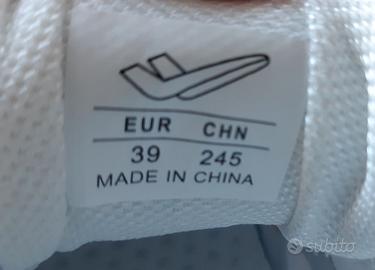 EUR CHN
39 245
MADE IN CHINA
subito